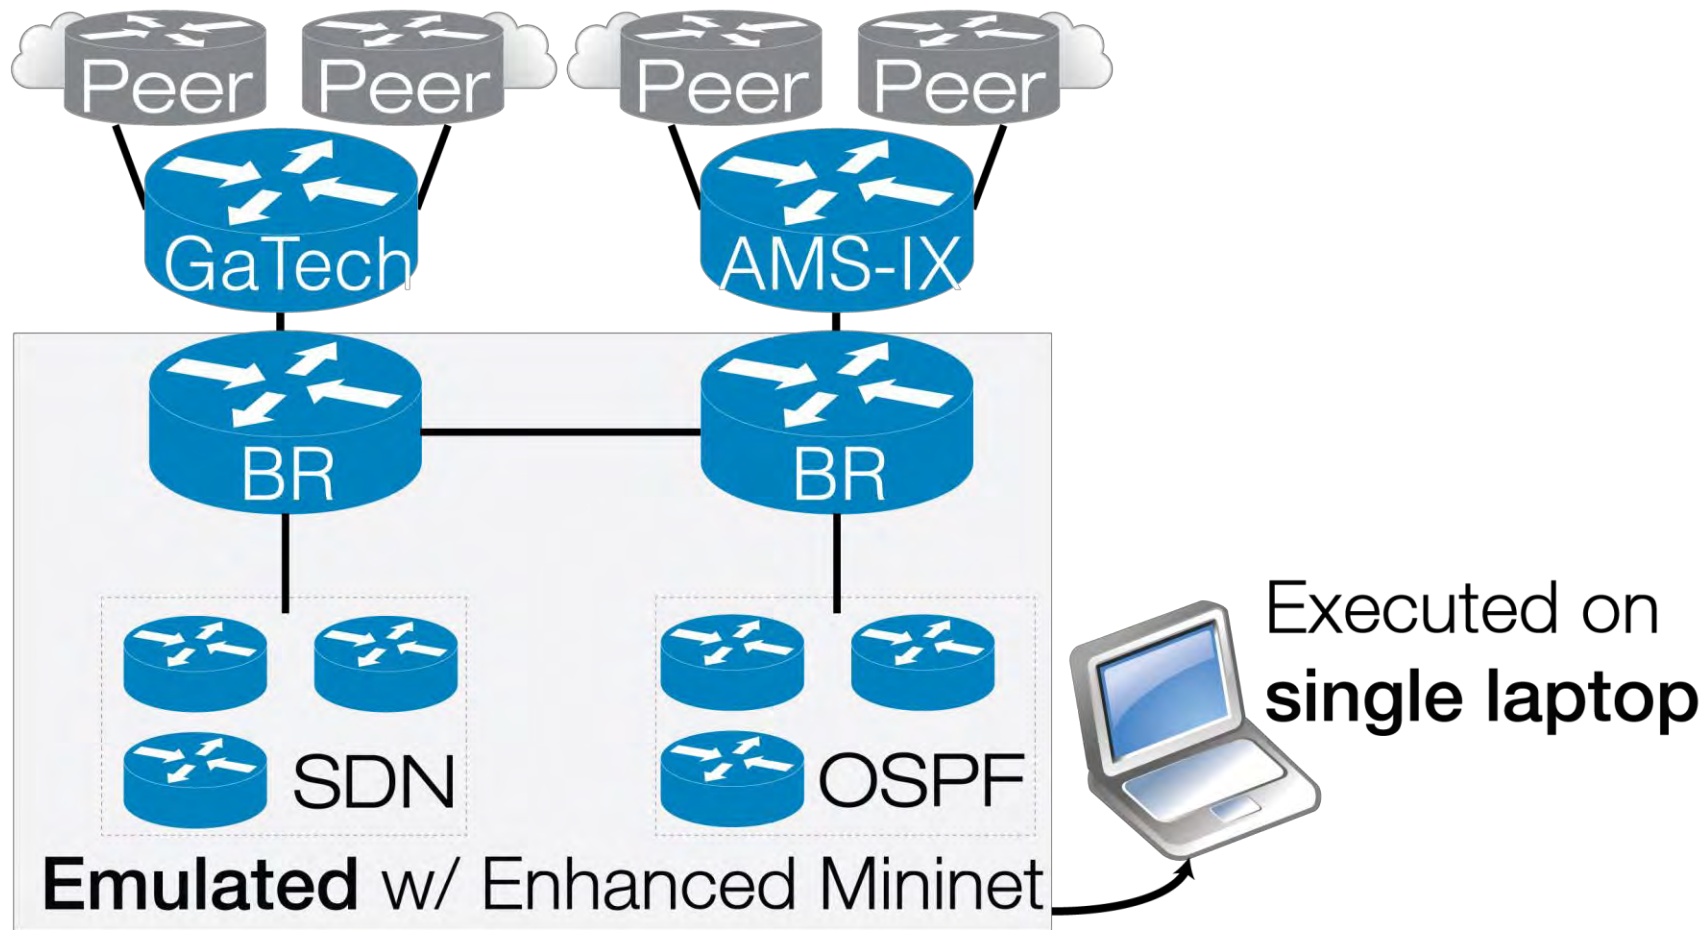 Peer Peer Peer Peer
GaTech AMS-IX
BR BR
Executed on
single laptop
SDN OSPF
Emulated w/ Enhanced Mininet